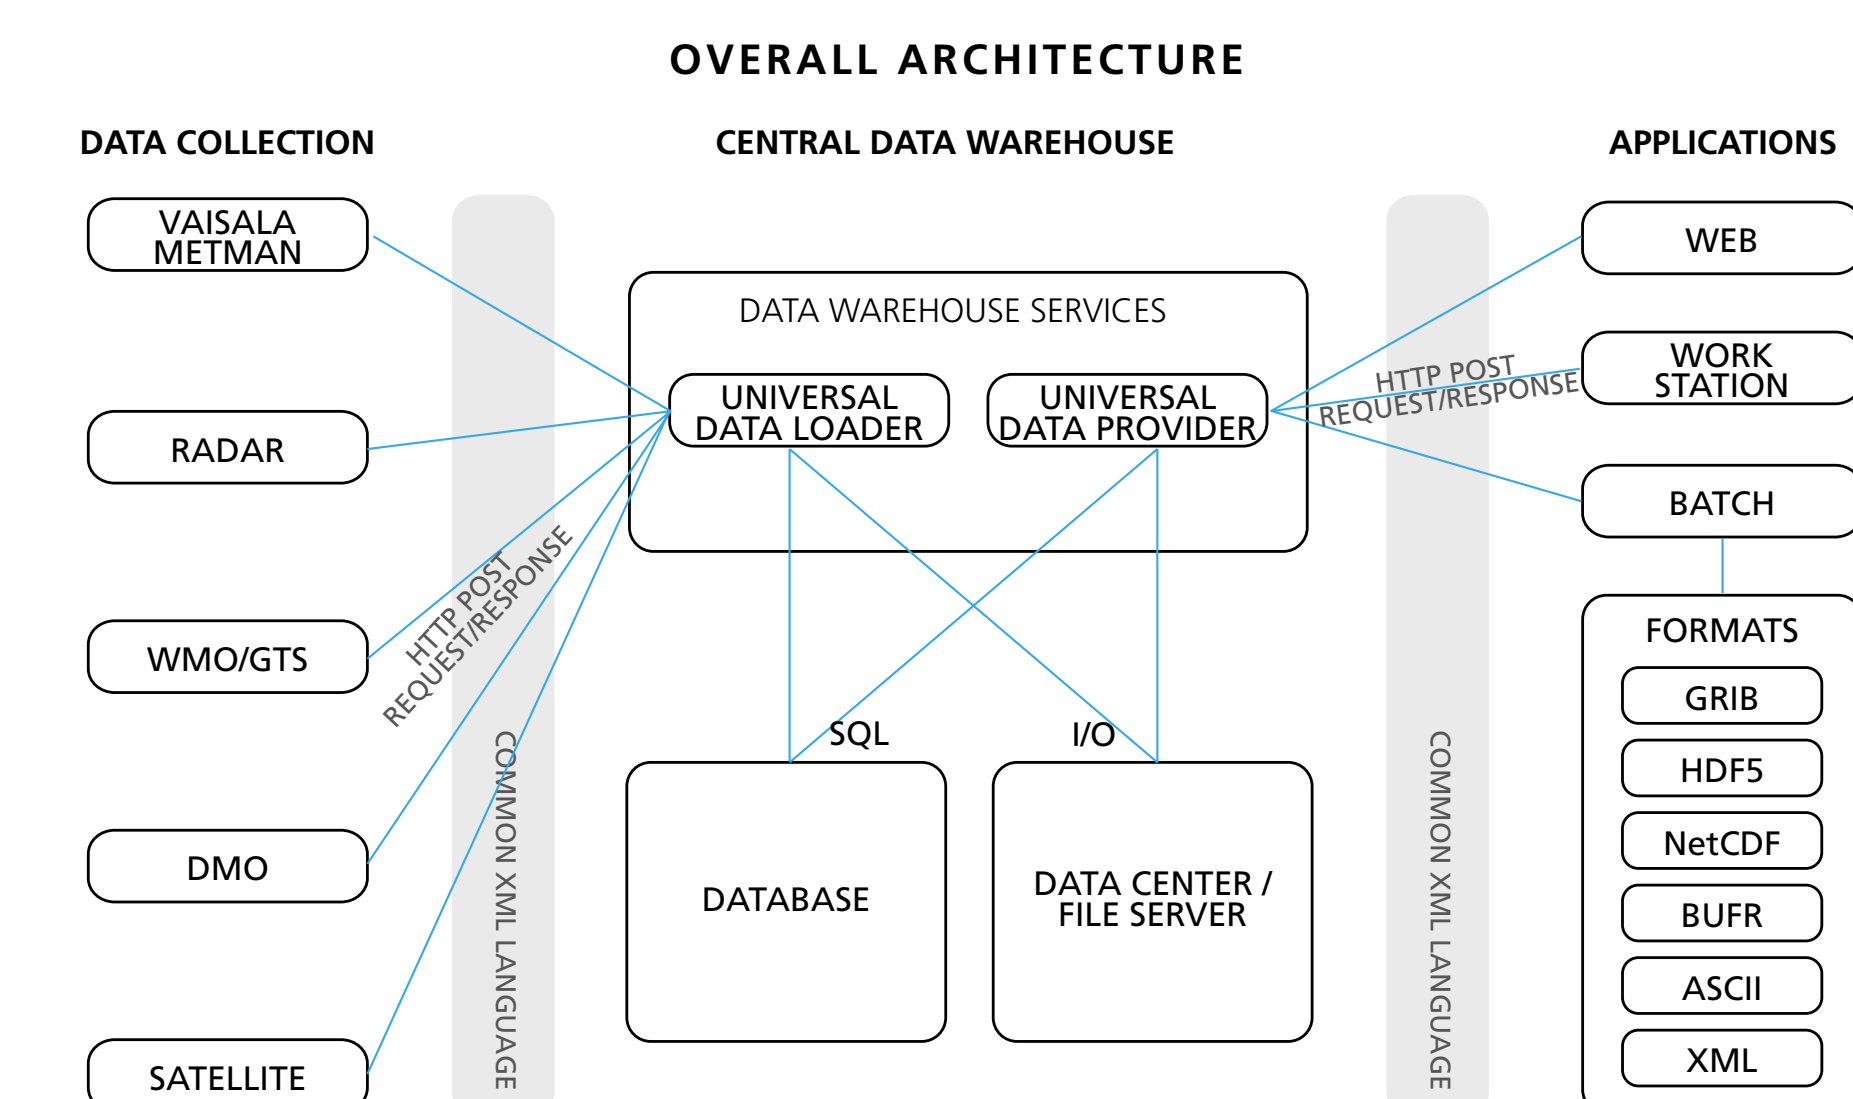 OVERALL ARCHITECTURE
DATA COLLECTION
CENTRAL DATA WAREHOUSE
APPLICATIONS
VAISALA
METMAN
RADAR
WMO/GTS
DMO
SATELLITE
HTTP POST
REQUEST/RESPONSE
COMMON XML LANGUAGE
DATA WAREHOUSE SERVICES
UNIVERSAL
DATA LOADER
UNIVERSAL
DATA PROVIDER
SQL
I/O
DATABASE
DATA CENTER /
FILE SERVER
HTTP POST
REQUEST/RESPONSE
COMMON XML LANGUAGE
WEB
WORK
STATION
BATCH
FORMATS
GRIB
HDF5
NetCDF
BUFR
ASCII
XML